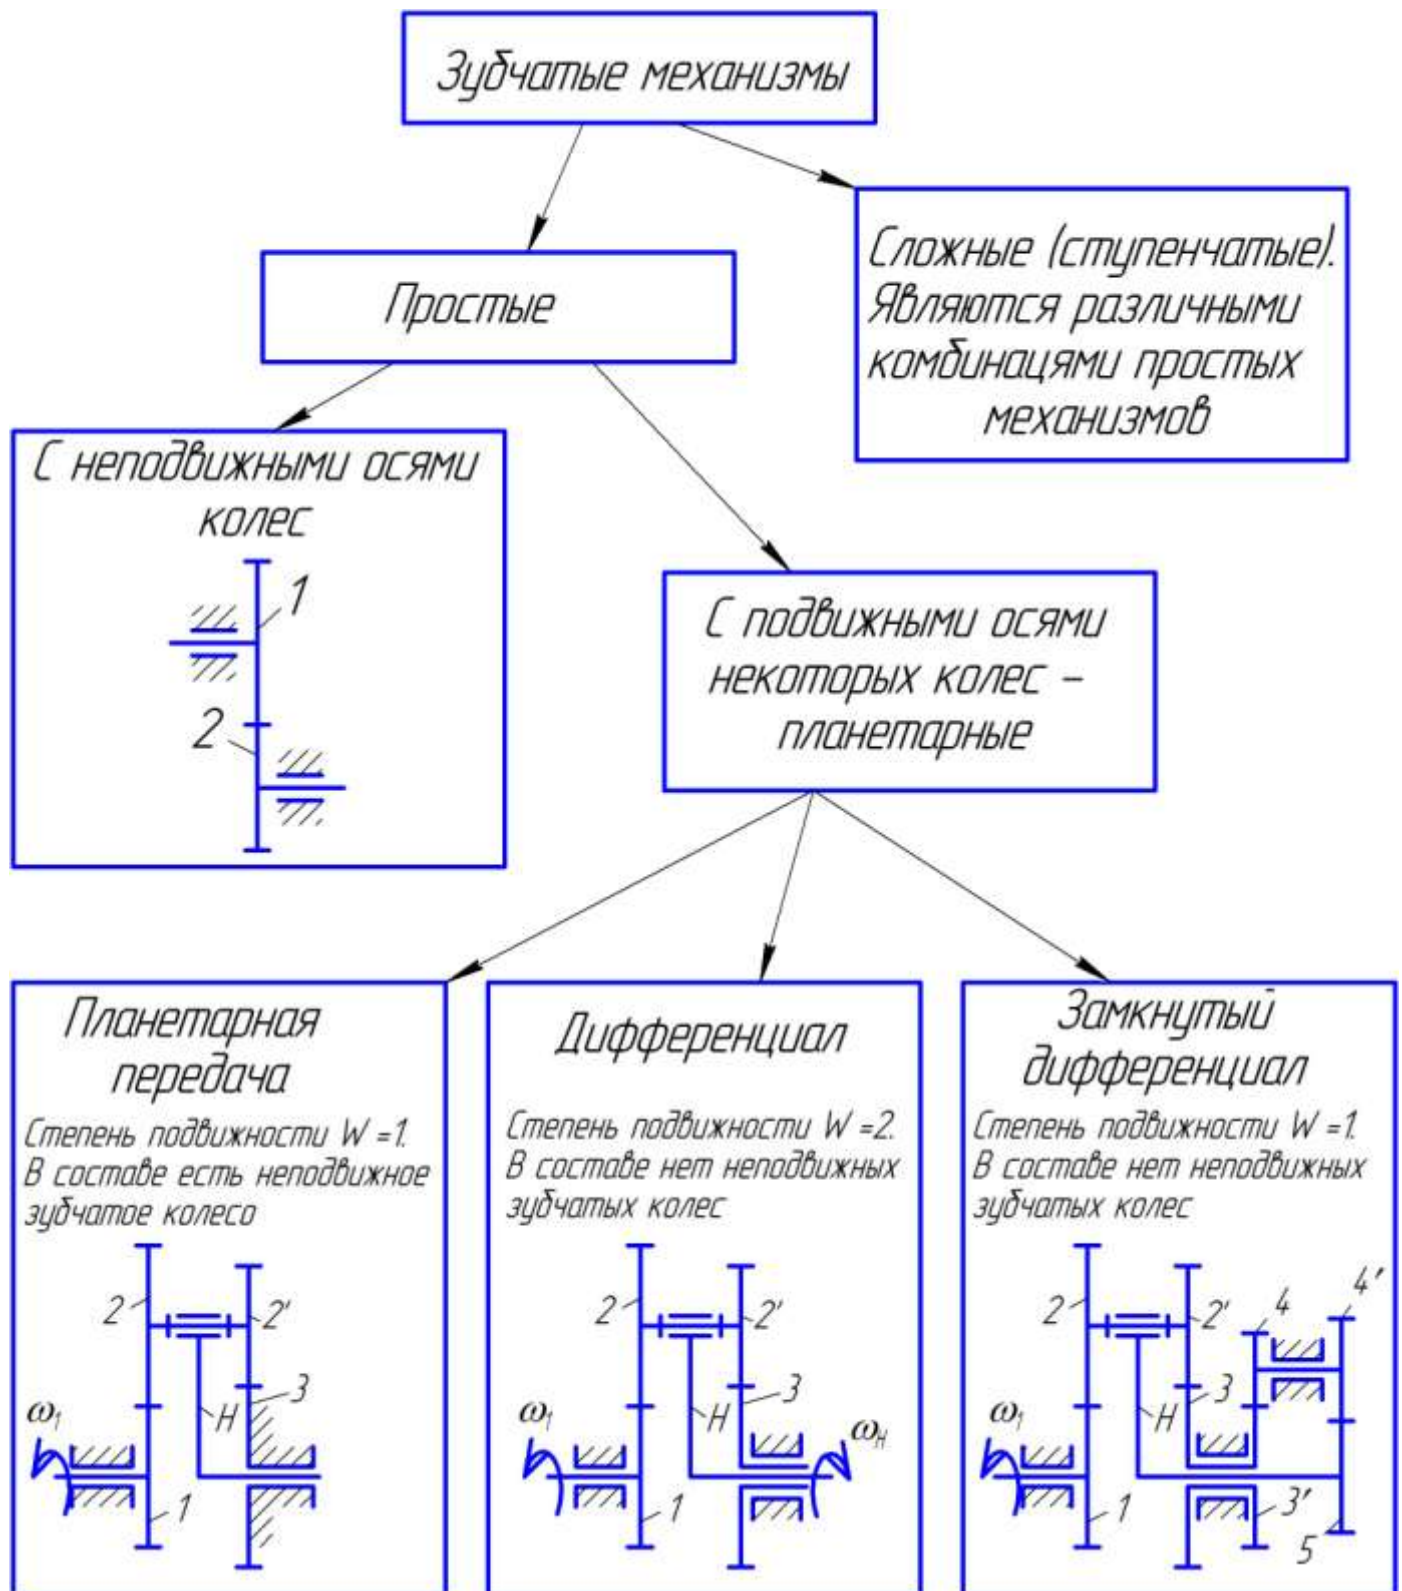 Зубчатые механизмы
Простые
Сложные (ступенчатые).
Являются различными
комбинацями простых
механизмов
С неподвижными осями
колес
1
2
С подвижными осями
некоторых колес –
планетарные
Планетарная
передача
Степень подвижности W =1.
В составе есть неподвижное
зубчатое колесо
2
2'
3
H
ω₁
1
Дифференциал
Степень подвижности W =2.
В составе нет неподвижных
зубчатых колес
2
2'
3
H
ω₁
ωH
1
Замкнутый
дифференциал
Степень подвижности W =1.
В составе нет неподвижных
зубчатых колес
2
2'
4
4'
3
H
ω₁
1
3'
5